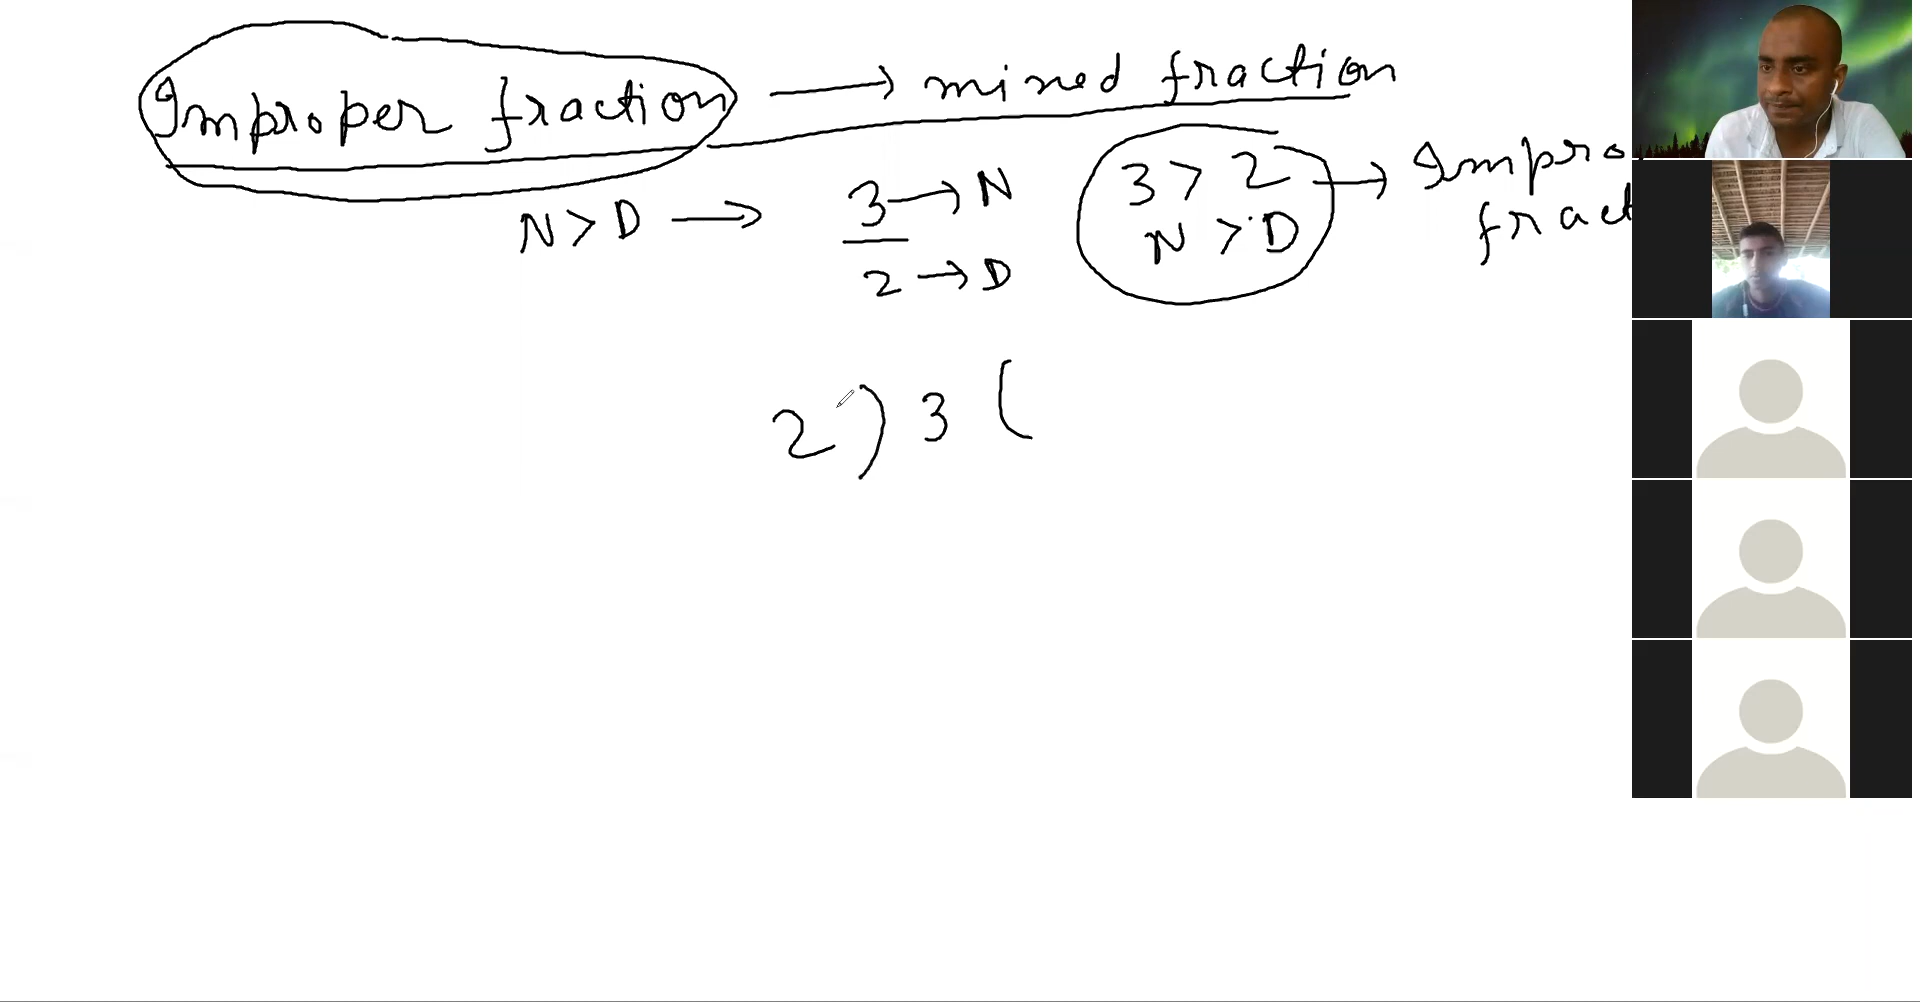 Improper fraction → mixed fraction
N > D → 3 → N
2 → D
3 > 2 → Impro
N > D fract
2 ) 3 (